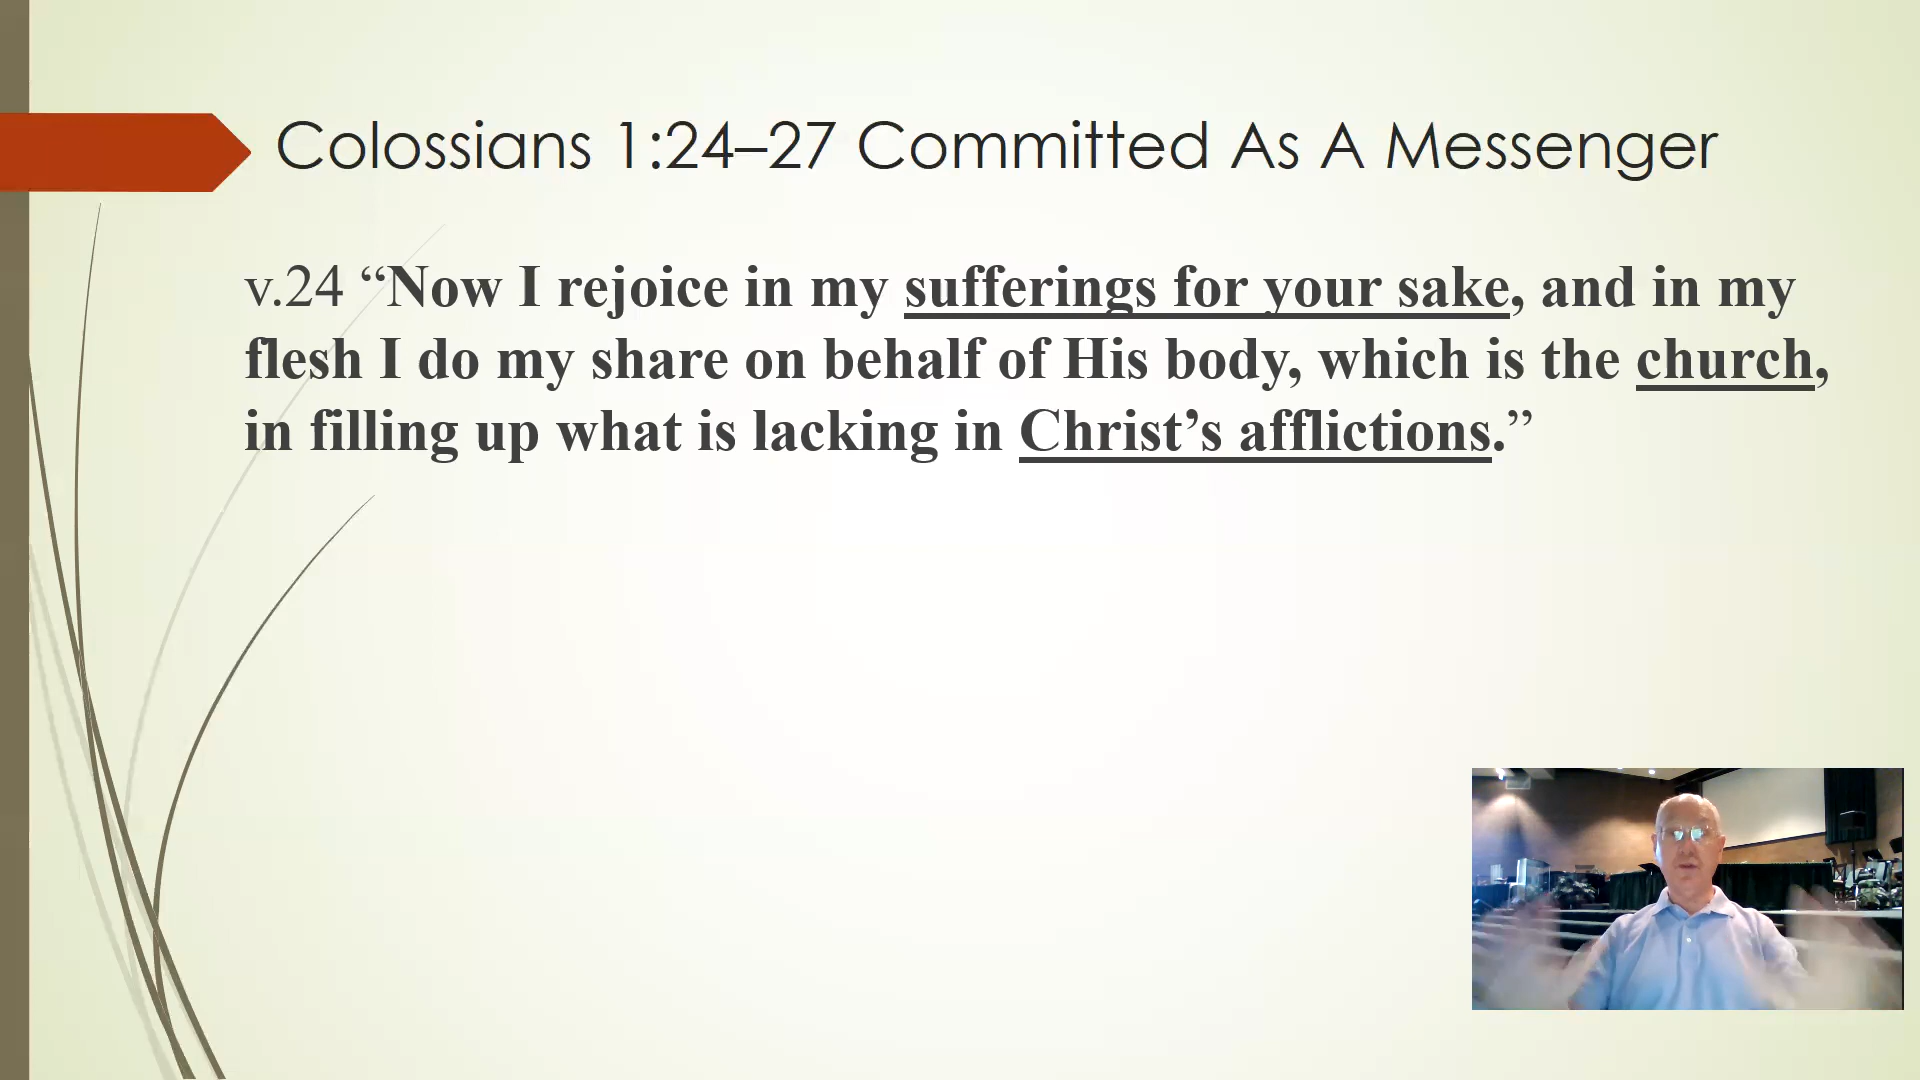 Colossians 1:24–27 Committed As A Messenger
v.24 “Now I rejoice in my sufferings for your sake, and in my
flesh I do my share on behalf of His body, which is the church,
in filling up what is lacking in Christ’s afflictions.”